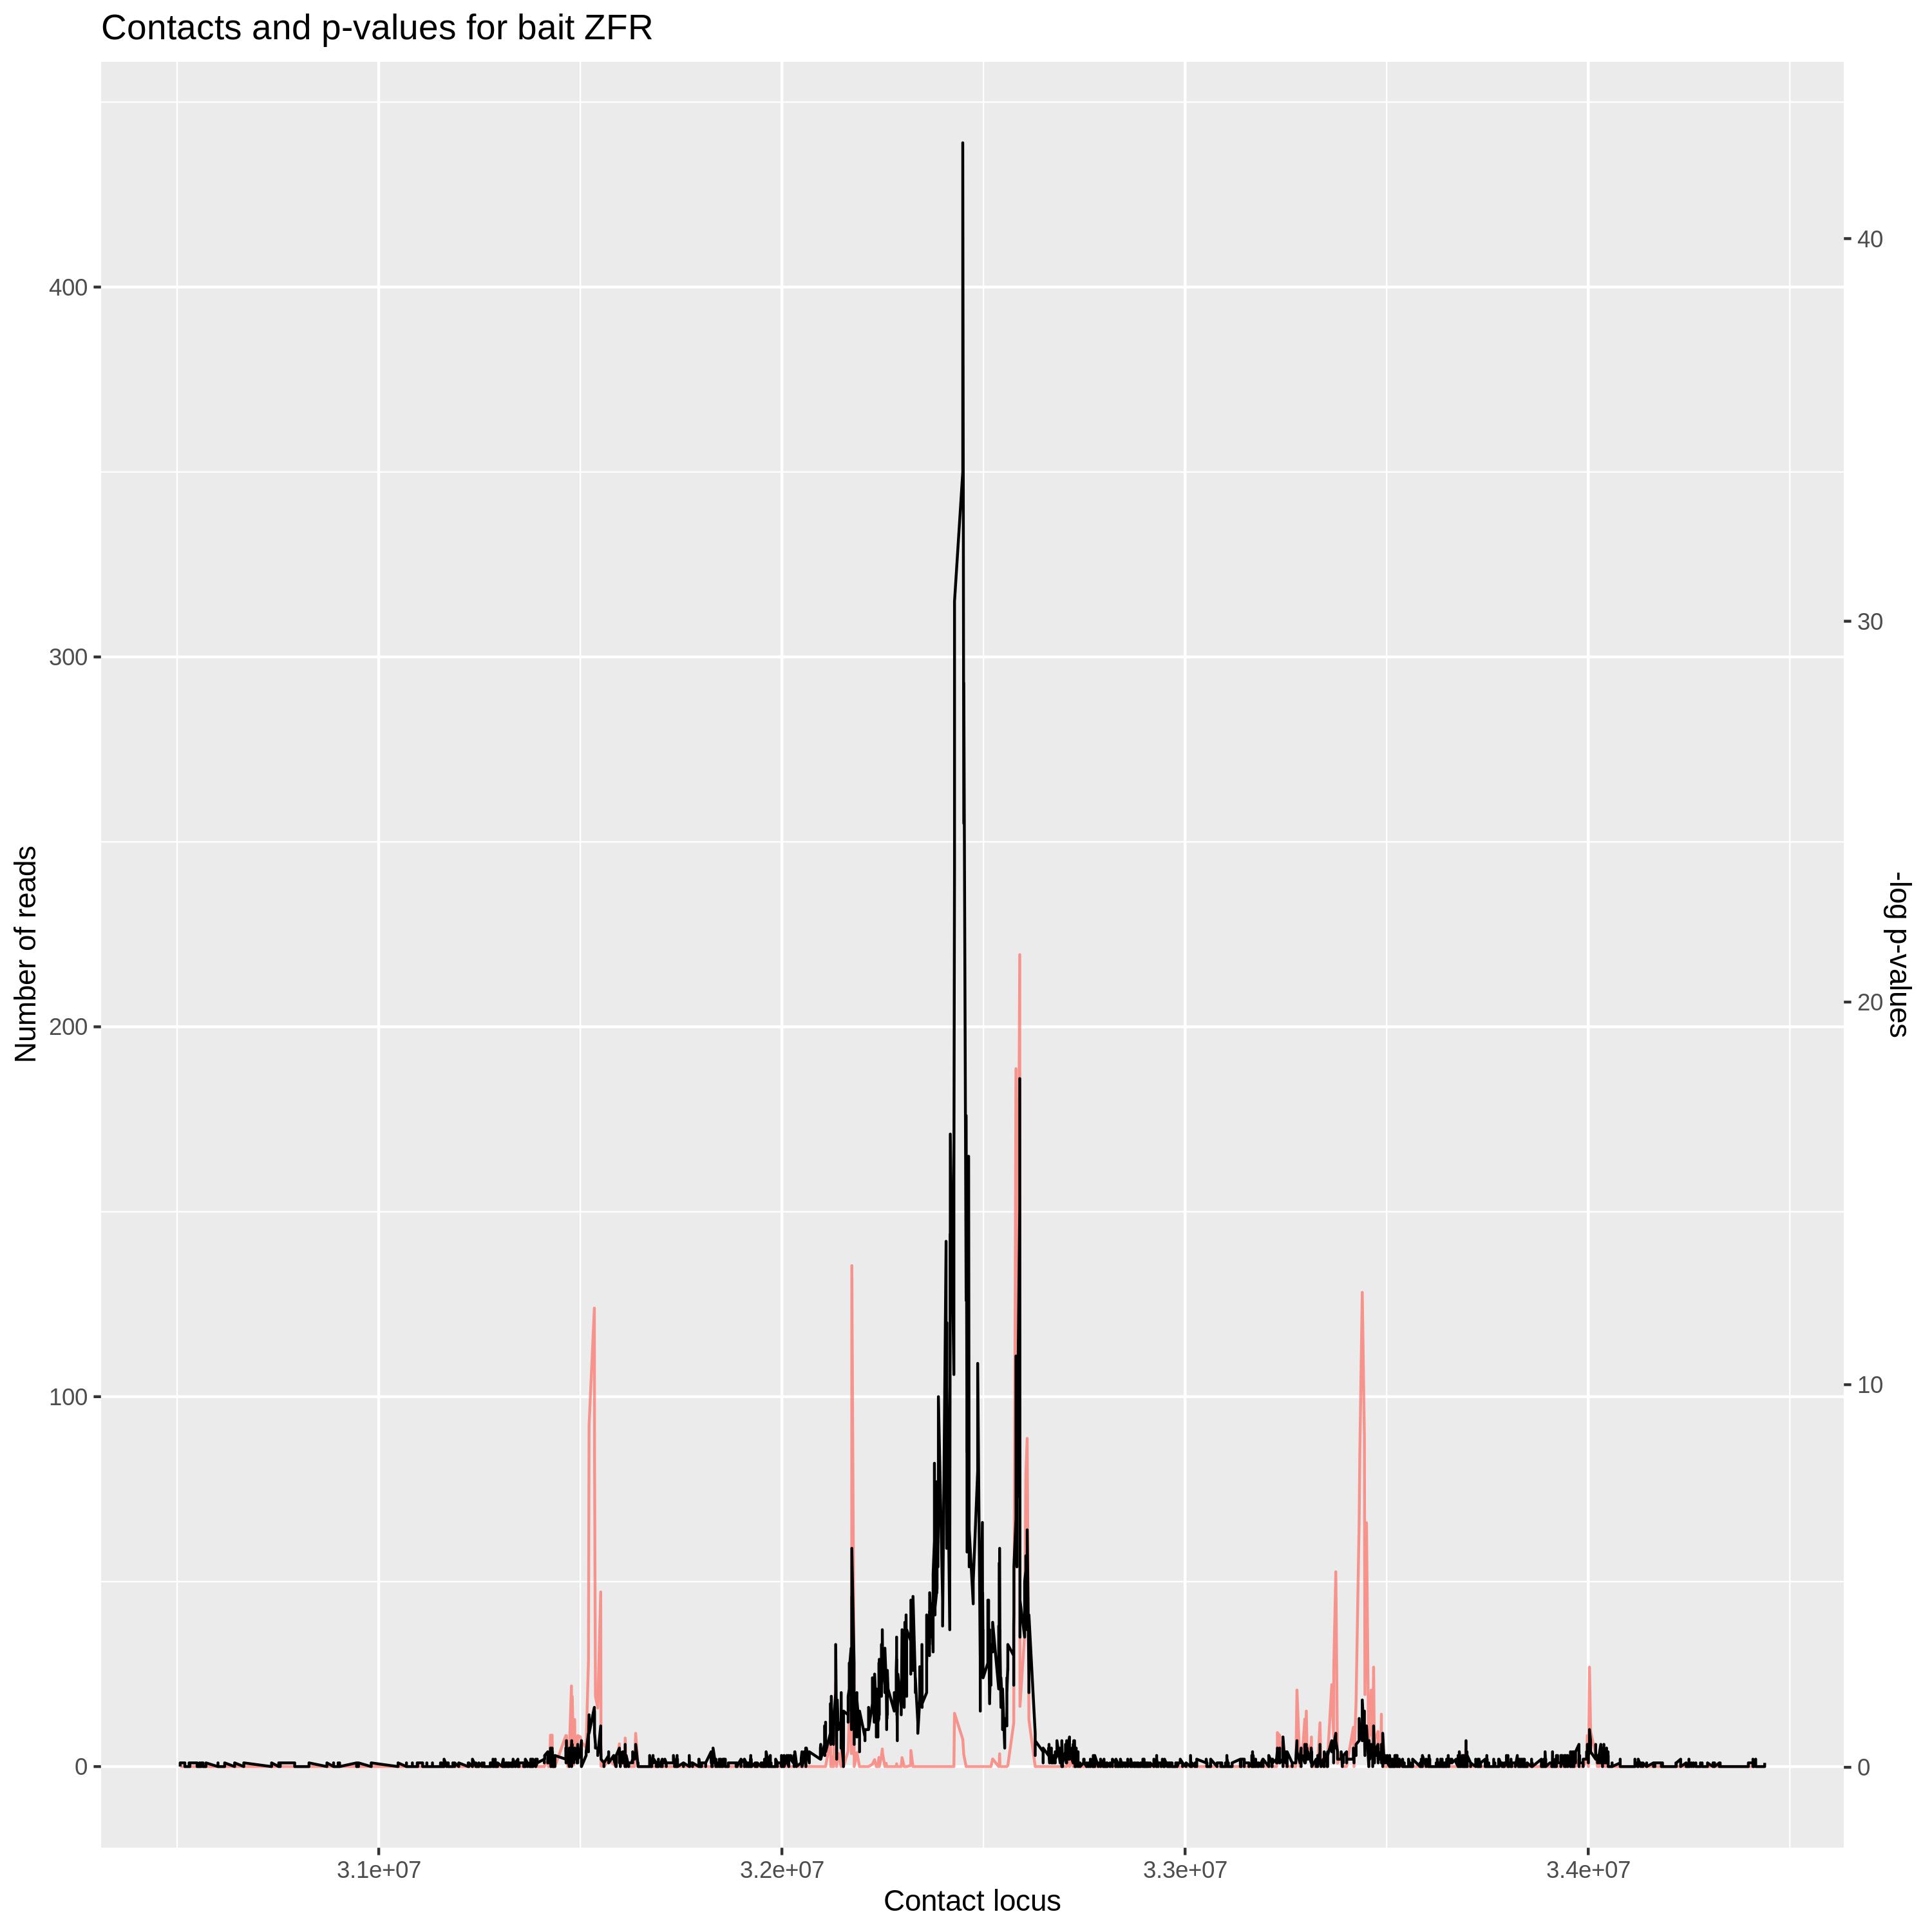 Contacts and p-values for bait ZFR
400
300
200
100
0
Number of reads
40
30
20
10
0
-log p-values
3.1e+07
3.2e+07
3.3e+07
3.4e+07
Contact locus